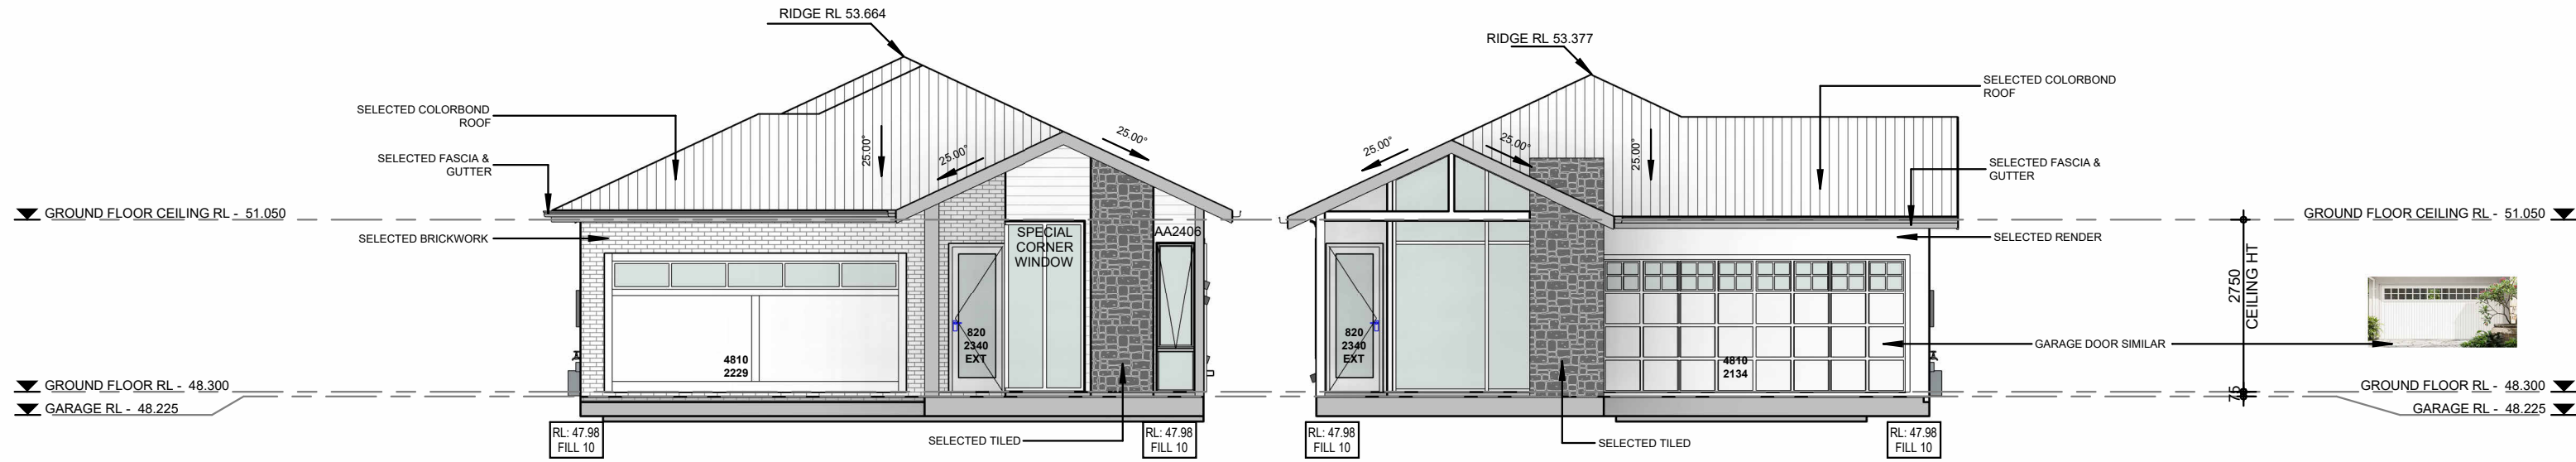 RIDGE RL 53.664
SELECTED COLORBOND
ROOF
SELECTED FASCIA &
GUTTER
25.00°
25.00°
25.00°
GROUND FLOOR CEILING RL - 51.050
SELECTED BRICKWORK
SPECIAL
CORNER
WINDOW
AA2406
820
2340
EXT
4810
2229
GROUND FLOOR RL - 48.300
GARAGE RL - 48.225
RL: 47.98
FILL 10
SELECTED TILED
RL: 47.98
FILL 10
RIDGE RL 53.377
SELECTED COLORBOND
ROOF
25.00°
25.00°
25.00°
SELECTED FASCIA &
GUTTER
GROUND FLOOR CEILING RL - 51.050
SELECTED RENDER
2750
CEILING HT
820
2340
EXT
4810
2134
GARAGE DOOR SIMILAR
GROUND FLOOR RL - 48.300
75
GARAGE RL - 48.225
RL: 47.98
FILL 10
SELECTED TILED
RL: 47.98
FILL 10